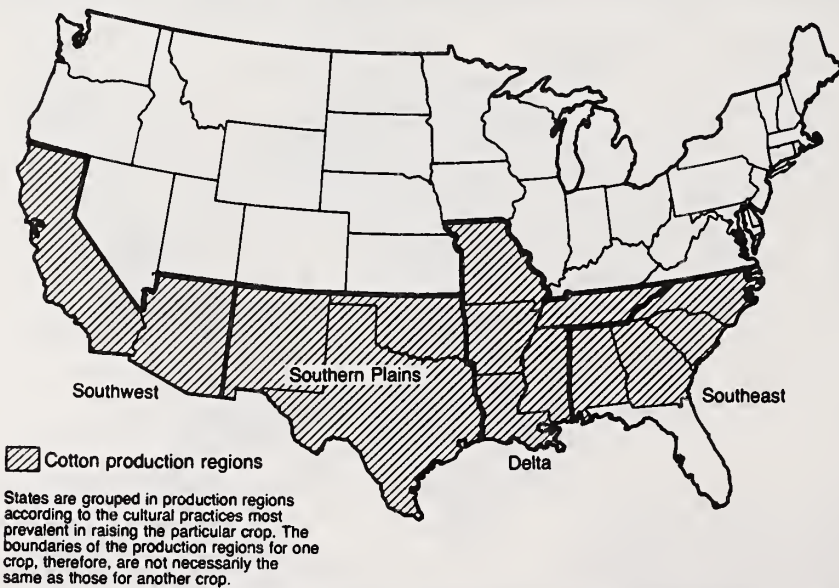 Southern Plains
Southwest
Southeast
Delta
Cotton production regions
States are grouped in production regions
according to the cultural practices most
prevalent in raising the particular crop. The
boundaries of the production regions for one
crop, therefore, are not necessarily the
same as those for another crop.